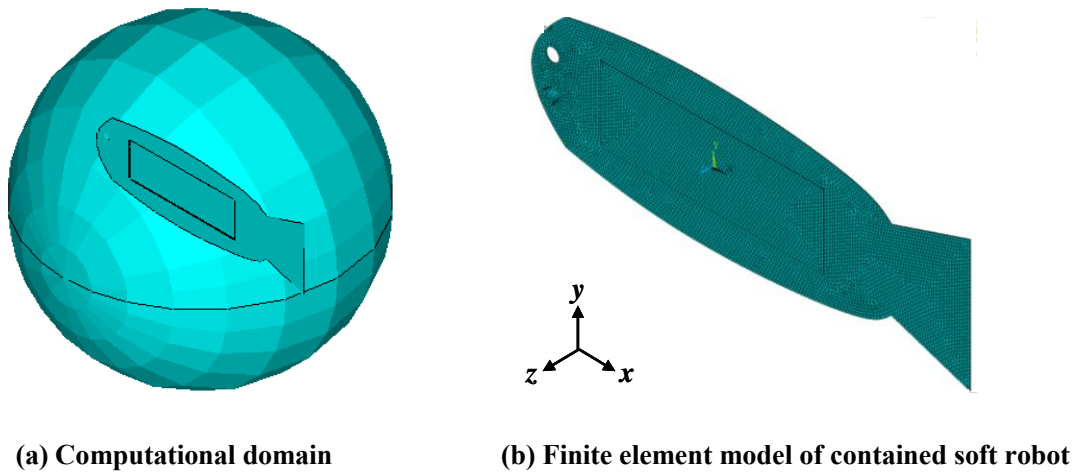 y
z
x
(a) Computational domain
(b) Finite element model of contained soft robot